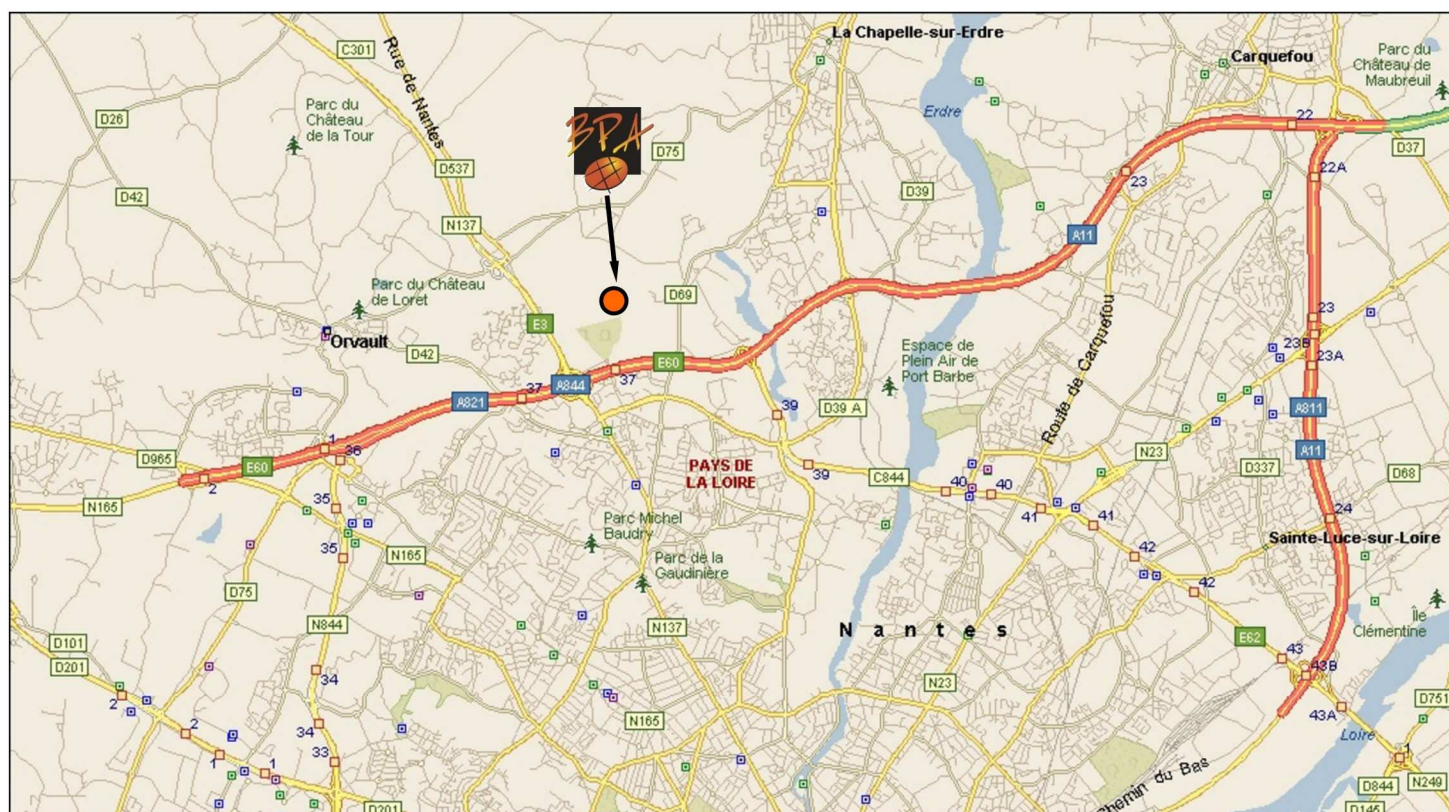 La Chapelle-sur-Erdre
Carquefou
Parc du
Château de
Maubreuil
C301
Rue de Nantes
Parc du
Château
de la Tour
D26
BPA
Erdre
22
D37
D75
D537
D39
23
22A
D42
N137
A11
Parc du Château
de Loret
D69
E3
Orvault
D42
Espace de
Plein Air de
Port Barbe
Route de Carquefou
23
23B
23A
E60
37
A844
A821
37
39
D39 A
A811
A11
1
36
D965
E60
2
PAYS DE
LA LOIRE
39
C844
N23
D337
D68
N165
35
40
40
41
41
24
Sainte-Luce-sur-Loire
Parc Michel
Baudry
35
N165
Parc de la
Gaudinière
42
42
D75
N844
N137
Nantes
Île
Clémentine
E62
D101
D201
43
43B
34
N23
2
2
N165
D751
43A
34
33
Loire
1
1
1
Chemin du Bas
D844
N249
D201
D145